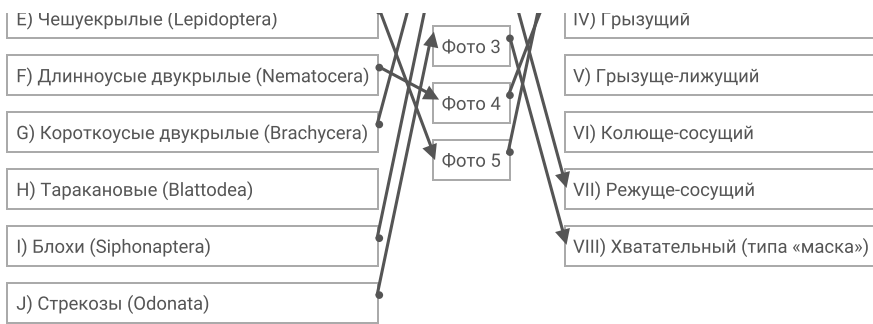 E) Чешуекрылые (Lepidoptera)
F) Длинноусые двукрылые (Nematocera)
G) Короткоусые двукрылые (Brachycera)
H) Таракановые (Blattodea)
I) Блохи (Siphonaptera)
J) Стрекозы (Odonata)
Фото 3
Фото 4
Фото 5
IV) Грызущий
V) Грызуще-лижущий
VI) Колюще-сосущий
VII) Режуще-сосущий
VIII) Хватательный (типа «маска»)